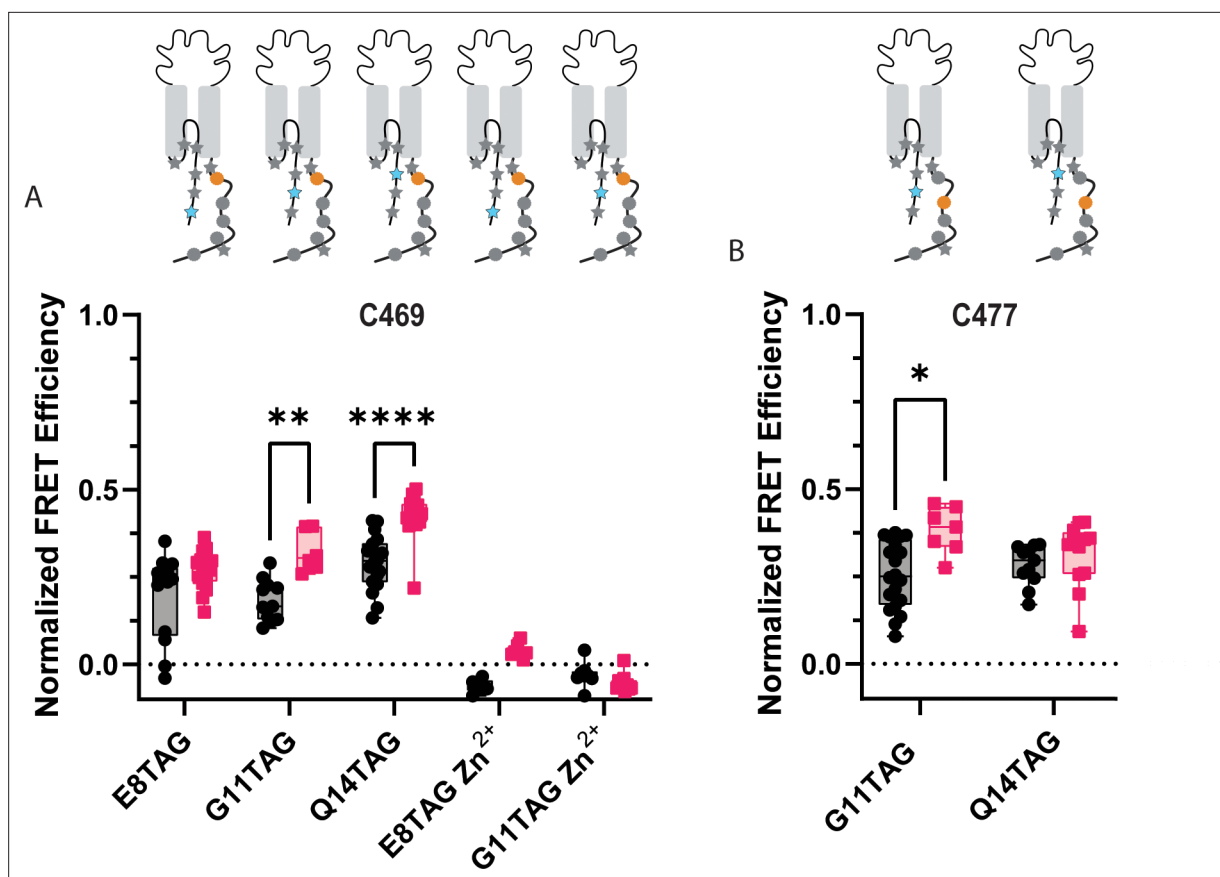 A
B
C469
C477
Normalized FRET Efficiency
1.0
0.5
0.0
**
****
E8TAG
G11TAG
Q14TAG
E8TAG Zn²⁺
G11TAG Zn²⁺
Normalized FRET Efficiency
1.0
0.5
0.0
*
G11TAG
Q14TAG